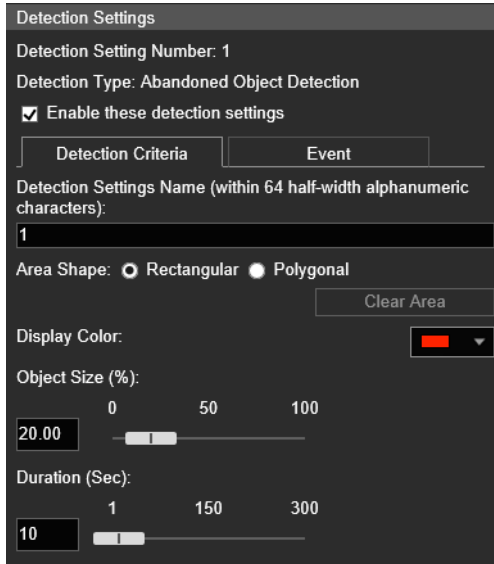 Detection Settings
Detection Setting Number: 1
Detection Type: Abandoned Object Detection
Enable these detection settings
Detection Criteria Event
Detection Settings Name (within 64 half-width alphanumeric
characters):
1
Area Shape: Rectangular Polygonal
Clear Area
Display Color:
Object Size (%):
0 50 100
20.00
Duration (Sec):
1 150 300
10